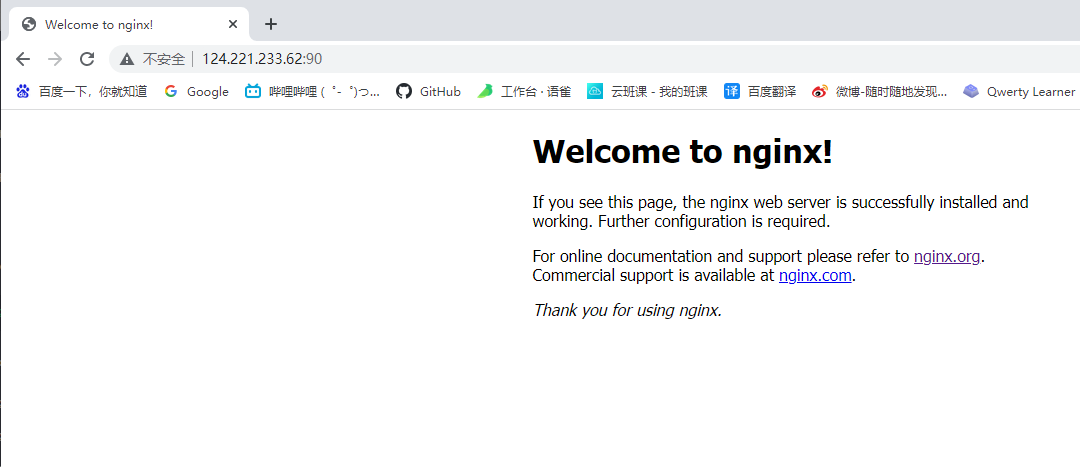 Welcome to nginx!
不安全 124.221.233.62:90
百度一下，你就知道 Google 哔哩哔哩 (゜-゜)つ... GitHub 工作台 · 语雀 云班课 - 我的班课 译 百度翻译 微博-随时随地发现... Qwerty Learner
Welcome to nginx!
If you see this page, the nginx web server is successfully installed and
working. Further configuration is required.
For online documentation and support please refer to nginx.org.
Commercial support is available at nginx.com.
Thank you for using nginx.